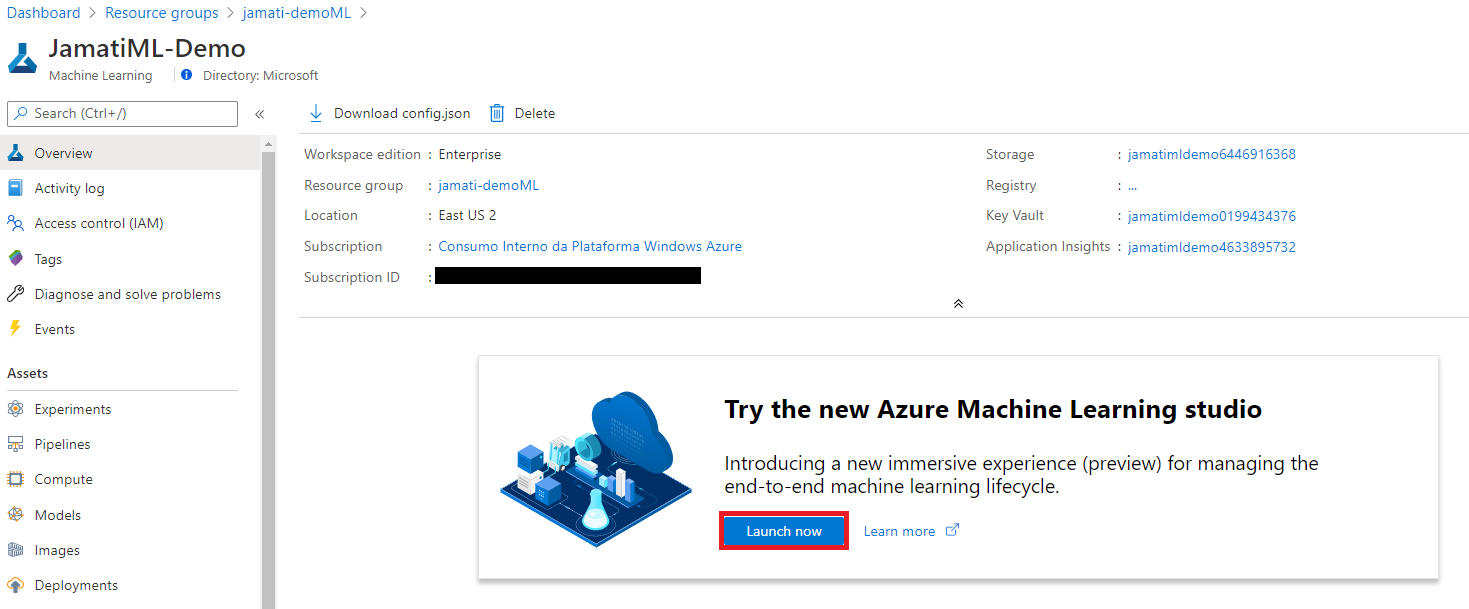 Dashboard > Resource groups > jamati-demoML >
JamatiML-Demo
Machine Learning
Directory: Microsoft
Search (Ctrl+/)
«
Overview
Activity log
Access control (IAM)
Tags
Diagnose and solve problems
Events
Assets
Experiments
Pipelines
Compute
Models
Images
Deployments
Download config.json
Delete
Workspace edition : Enterprise
Resource group : jamati-demoML
Location : East US 2
Subscription : Consumo Interno da Plataforma Windows Azure
Subscription ID :
Storage : jamatimldemo6446916368
Registry : ...
Key Vault : jamatimldemo0199434376
Application Insights : jamatimldemo4633895732
Try the new Azure Machine Learning studio
Introducing a new immersive experience (preview) for managing the
end-to-end machine learning lifecycle.
Launch now
Learn more